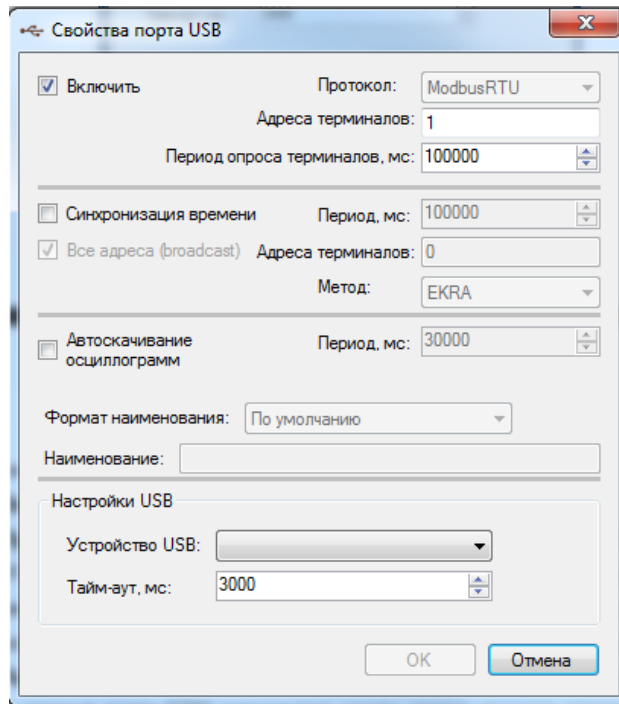 Свойства порта USB
Включить Протокол: ModbusRTU
Адреса терминалов: 1
Период опроса терминалов, мс: 100000
Синхронизация времени Период, мс: 100000
Все адреса (broadcast) Адреса терминалов: 0
Метод: EKRA
Автоскачивание
осциллограмм Период, мс: 30000
Формат наименования: По умолчанию
Наименование:
Настройки USB
Устройство USB:
Тайм-аут, мс: 3000
OK Отмена